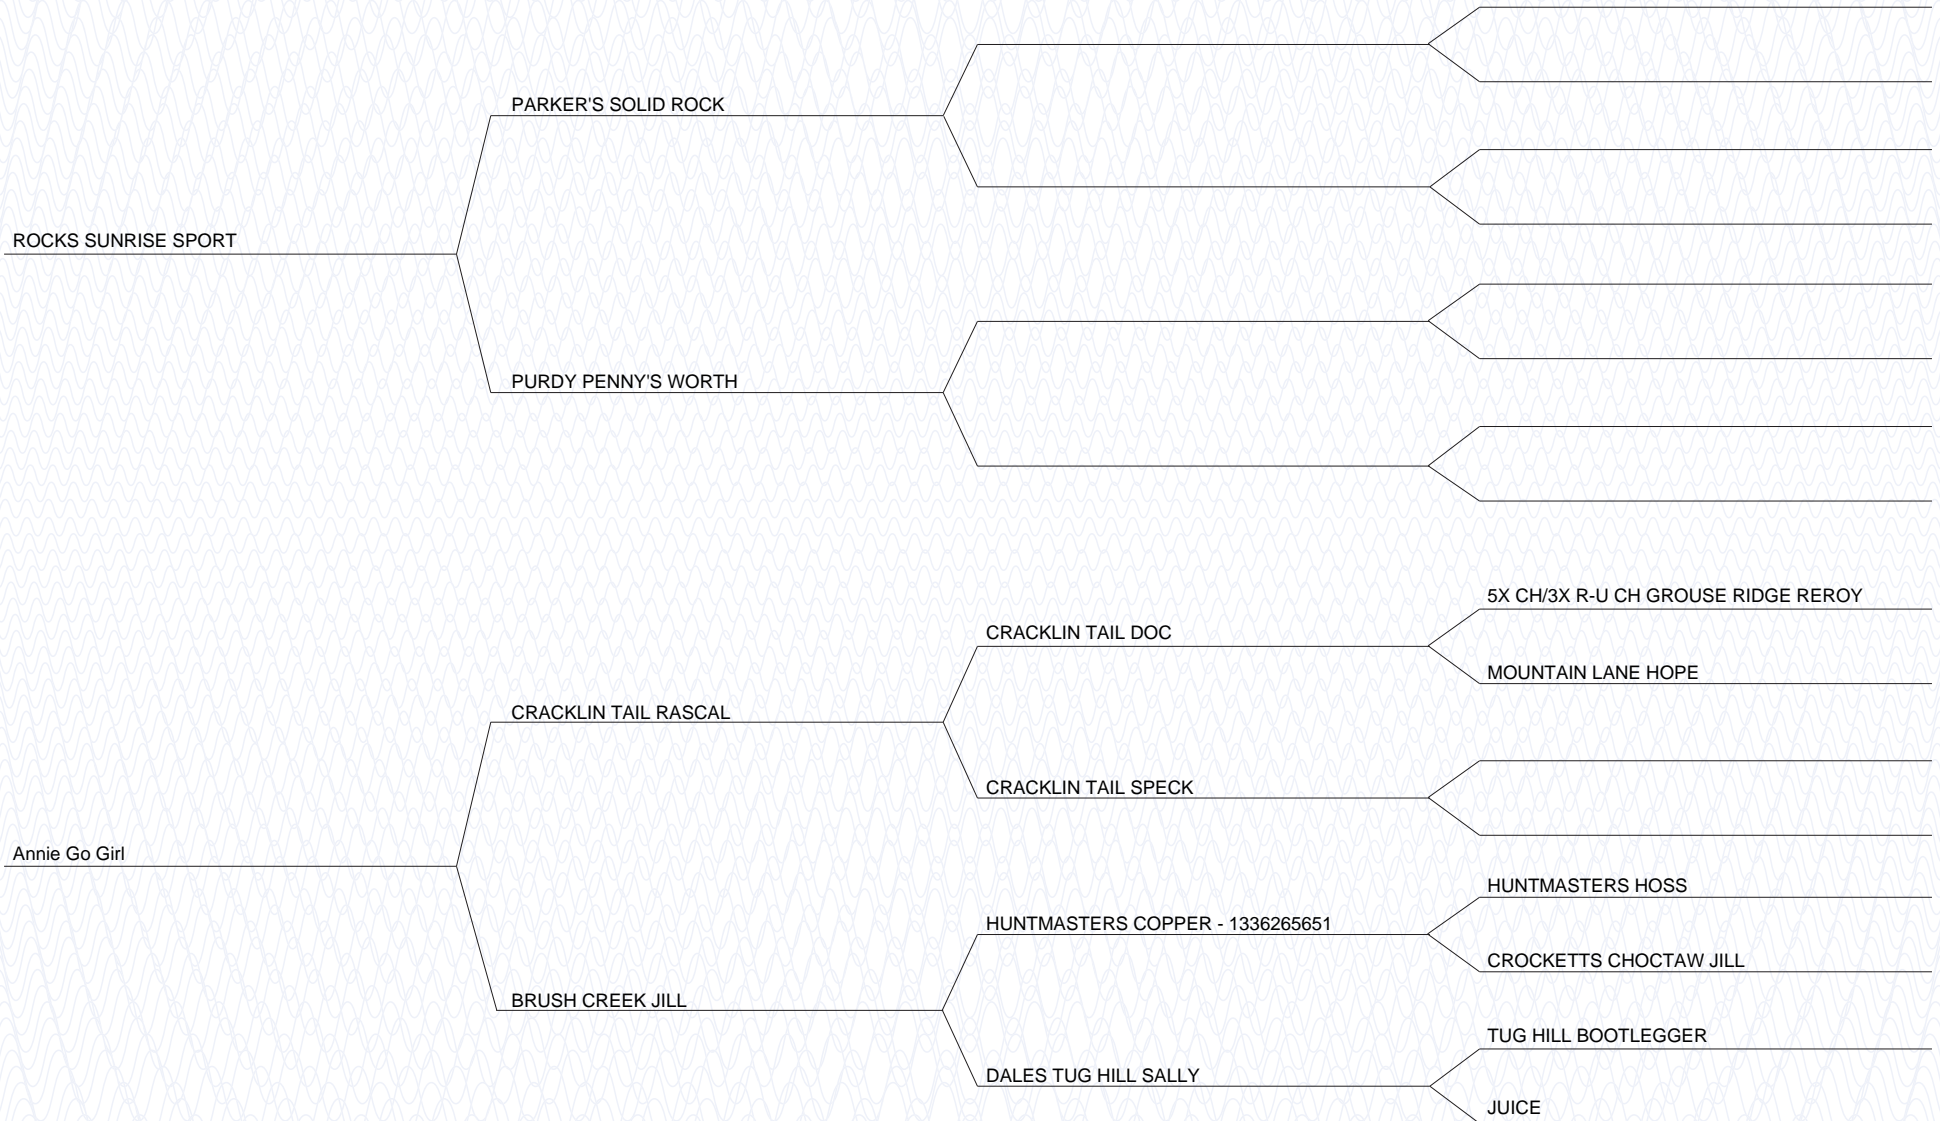 PARKER'S SOLID ROCK
ROCKS SUNRISE SPORT
PURDY PENNY'S WORTH
5X CH/3X R-U CH GROUSE RIDGE REROY
CRACKLIN TAIL DOC
MOUNTAIN LANE HOPE
CRACKLIN TAIL RASCAL
CRACKLIN TAIL SPECK
Annie Go Girl
HUNTMASTERS HOSS
HUNTMASTERS COPPER - 1336265651
CROCKETTS CHOCTAW JILL
BRUSH CREEK JILL
TUG HILL BOOTLEGGER
DALES TUG HILL SALLY
JUICE